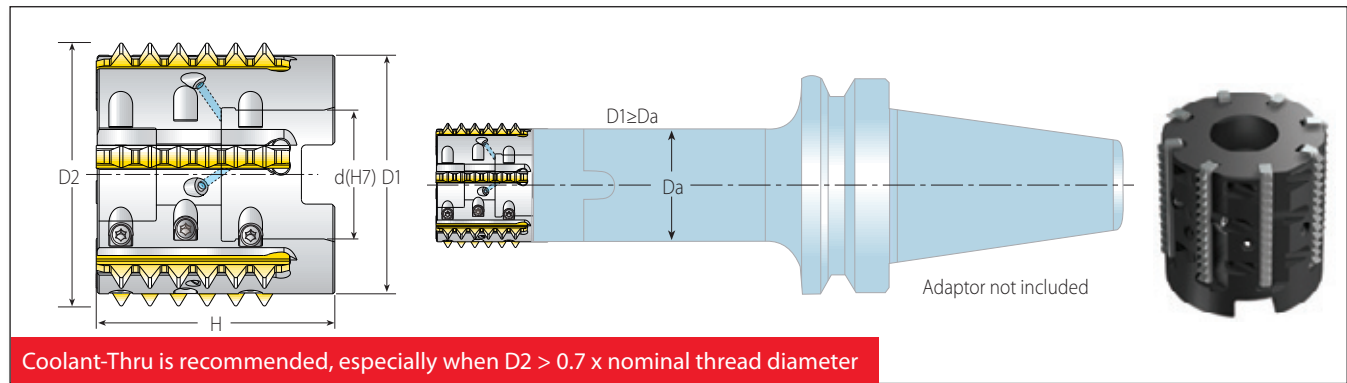 D2
d(H7) D1
H
D1≥Da
Da
Adaptor not included
Coolant-Thru is recommended, especially when D2 > 0.7 x nominal thread diameter